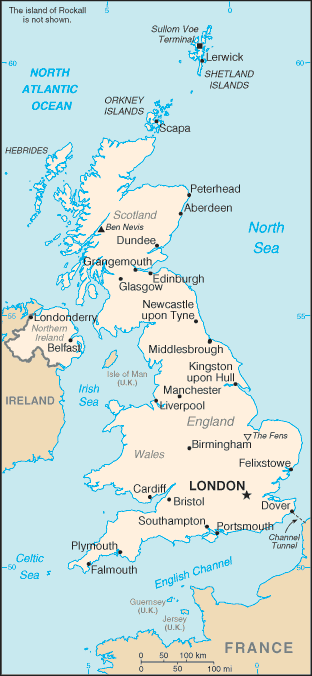 The island of Rockall
is not shown.
5
0
Sullom Voe
Terminal
Lerwick
60
60
SHETLAND
ISLANDS
NORTH
ATLANTIC
OCEAN
ORKNEY
ISLANDS
Scapa
HEBRIDES
Peterhead
Scotland
Aberdeen
Ben Nevis
North
Sea
Dundee
Grangemouth
Edinburgh
Glasgow
Newcastle
upon Tyne
55
Londonderry
55
Northern
Ireland
Belfast
Middlesbrough
Isle of Man
(U.K.)
Kingston
upon Hull
Irish
Sea
Manchester
Liverpool
IRELAND
England
The Fens
Birmingham
Wales
Felixstowe
LONDON
Cardiff
Bristol
Dover
Southampton
Portsmouth
Channel
Tunnel
Plymouth
Celtic
Sea
50
Falmouth
English Channel
50
Guernsey
(U.K.)
Jersey
(U.K.)
FRANCE
0 50 100 km
0 50 100 mi
5
0